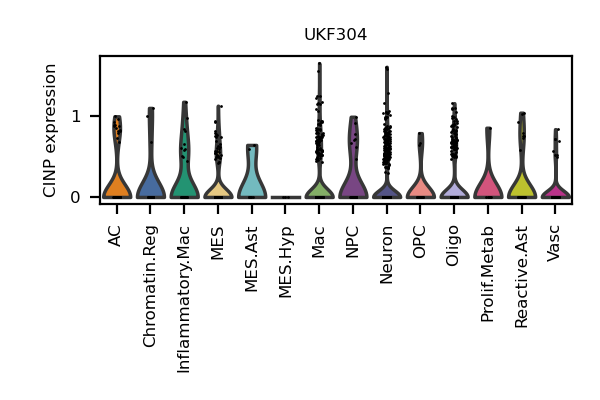 UKF304
CINP expression
1
0
AC
Chromatin.Reg
Inflammatory.Mac
MES
MES.Ast
MES.Hyp
Mac
NPC
Neuron
OPC
Oligo
Prolif.Metab
Reactive.Ast
Vasc